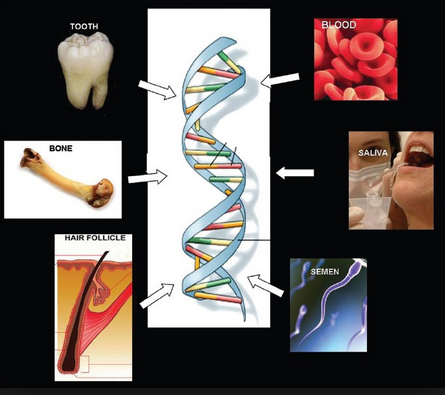 TOOTH
BLOOD
BONE
SALIVA
HAIR FOLLICLE
SEMEN